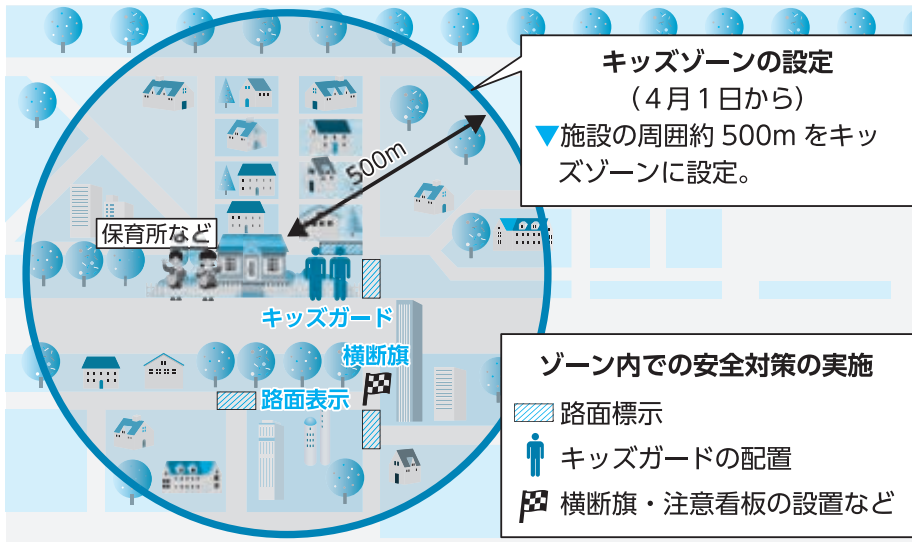 キッズゾーンの設定
（4月1日から）
▼施設の周囲約 500m をキッ
ズゾーンに設定。
500m
保育所など
キッズガード
横断旗
路面表示
ゾーン内での安全対策の実施
路面標示
キッズガードの配置
横断旗・注意看板の設置など